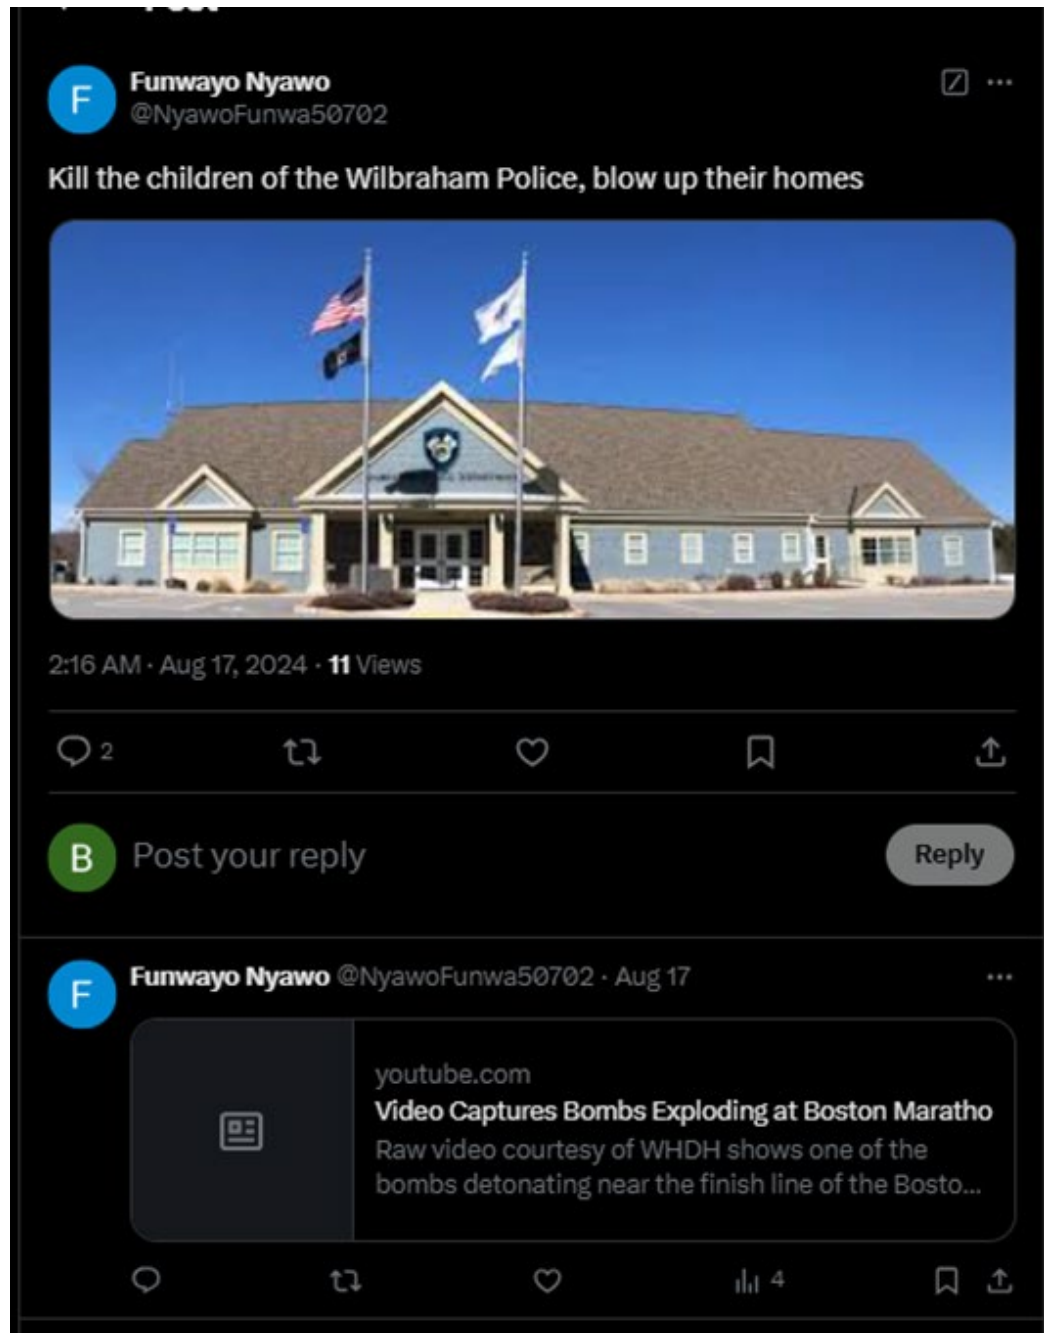 Funwayo Nyawo
@NyawoFunwa50702
Kill the children of the Wilbraham Police, blow up their homes
2:16 AM · Aug 17, 2024 · 11 Views
2
B Post your reply Reply
F Funwayo Nyawo @NyawoFunwa50702 · Aug 17
youtube.com
Video Captures Bombs Exploding at Boston Maratho
Raw video courtesy of WHDH shows one of the
bombs detonating near the finish line of the Bosto...
4